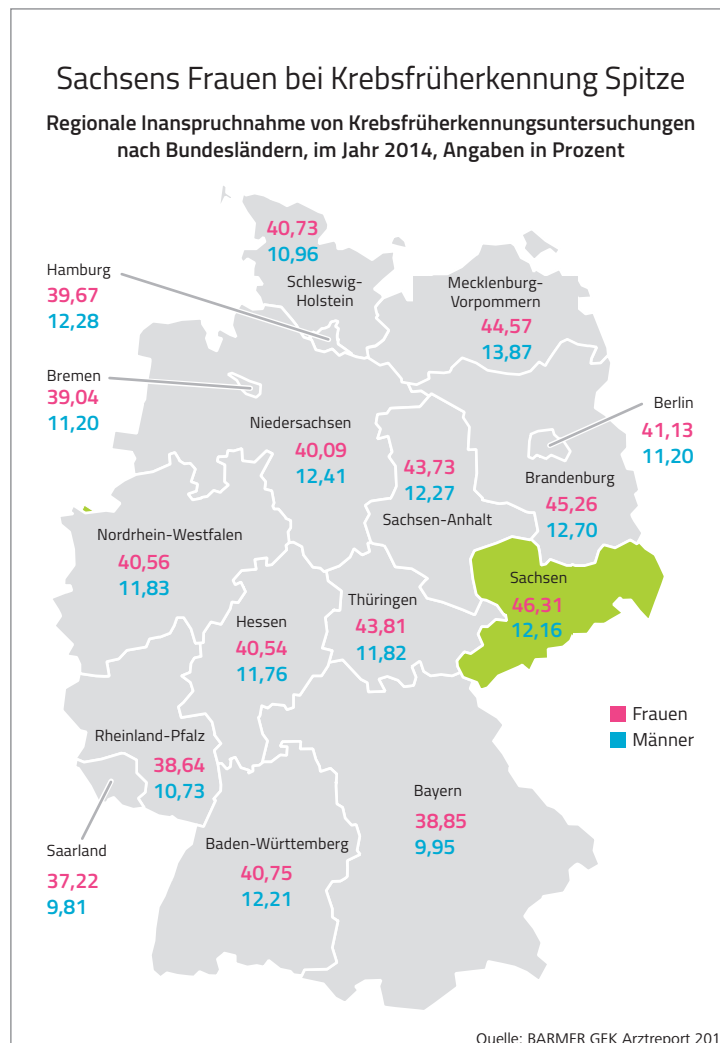 Sachsens Frauen bei Krebsfrüherkennung Spitze
Regionale Inanspruchnahme von Krebsfrüherkennungsuntersuchungen
nach Bundesländern, im Jahr 2014, Angaben in Prozent
40,73
10,96
Schleswig-
Holstein
Hamburg
39,67
12,28
Mecklenburg-
Vorpommern
44,57
13,87
Bremen
39,04
11,20
Niedersachsen
40,09
12,41
43,73
12,27
Sachsen-Anhalt
Berlin
41,13
11,20
Brandenburg
45,26
12,70
Nordrhein-Westfalen
40,56
11,83
Hessen
40,54
11,76
Thüringen
43,81
11,82
Sachsen
46,31
12,16
Frauen
Männer
Rheinland-Pfalz
38,64
10,73
Saarland
37,22
9,81
Baden-Württemberg
40,75
12,21
Bayern
38,85
9,95
Quelle: BARMER GEK Arztreport 201